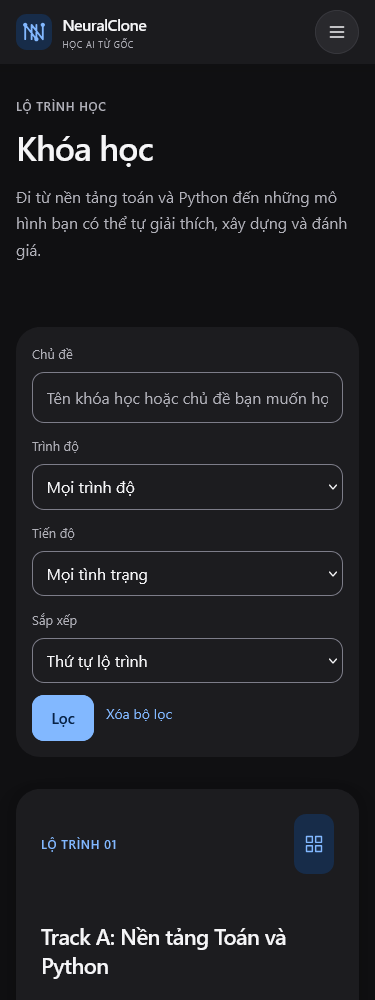 NeuralClone
HỌC AI TỪ GỐC
LỘ TRÌNH HỌC
Khóa học
Đi từ nền tảng toán và Python đến những mô
hình bạn có thể tự giải thích, xây dựng và đánh
giá.
Chủ đề
Tên khóa học hoặc chủ đề bạn muốn họ
Trình độ
Mọi trình độ
Tiến độ
Mọi tình trạng
Sắp xếp
Thứ tự lộ trình
Lọc
Xóa bộ lọc
LỘ TRÌNH 01
Track A: Nền tảng Toán và
Python